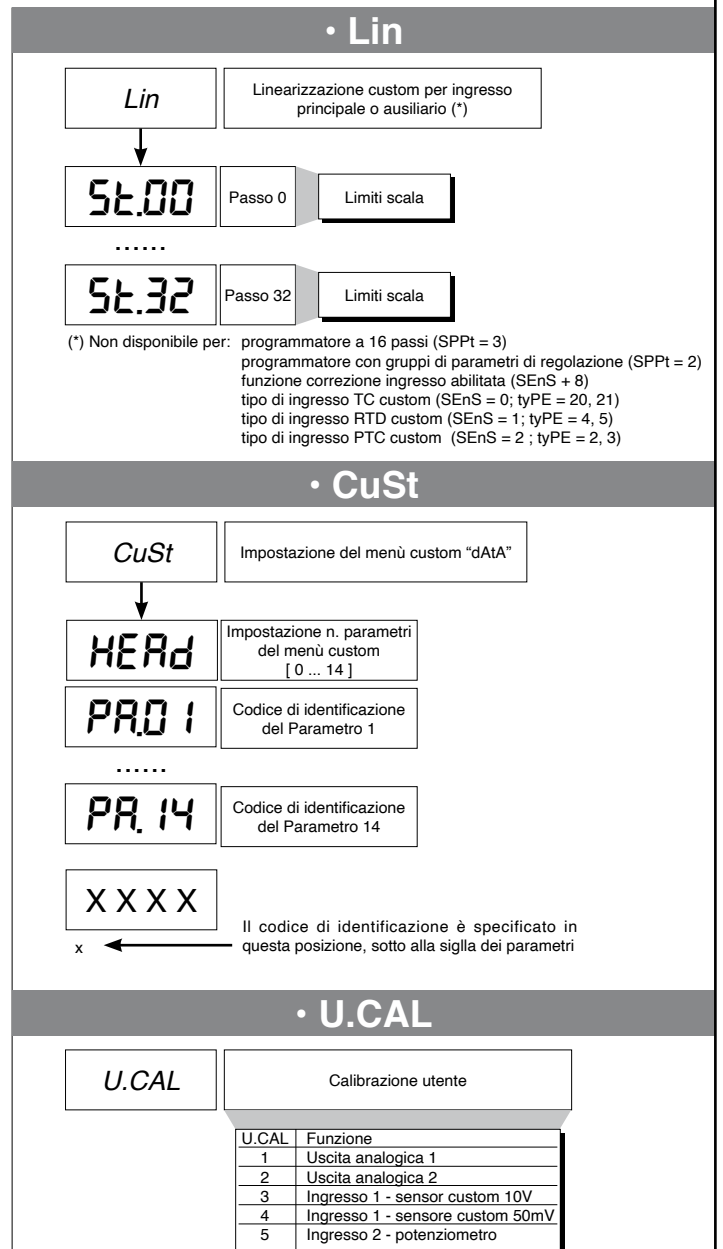 • Lin
Lin
Linearizzazione custom per ingresso
principale o ausiliario (*)
St.00
Passo 0
Limiti scala
......
St.32
Passo 32
Limiti scala
(*) Non disponibile per: programmatore a 16 passi (SPPt = 3)
programmatore con gruppi di parametri di regolazione (SPPt = 2)
funzione correzione ingresso abilitata (SEnS + 8)
tipo di ingresso TC custom (SEnS = 0; tyPE = 20, 21)
tipo di ingresso RTD custom (SEnS = 1; tyPE = 4, 5)
tipo di ingresso PTC custom (SEnS = 2 ; tyPE = 2, 3)
• CuSt
CuSt
Impostazione del menù custom “dAtA”
HEAd
Impostazione n. parametri
del menù custom
[ 0 ... 14 ]
PA.01
Codice di identificazione
del Parametro 1
......
PA.14
Codice di identificazione
del Parametro 14
X X X X
x
Il codice di identificazione è specificato in
questa posizione, sotto alla siglla dei parametri
• U.CAL
U.CAL
Calibrazione utente
U.CAL Funzione
1 Uscita analogica 1
2 Uscita analogica 2
3 Ingresso 1 - sensor custom 10V
4 Ingresso 1 - sensore custom 50mV
5 Ingresso 2 - potenziometro